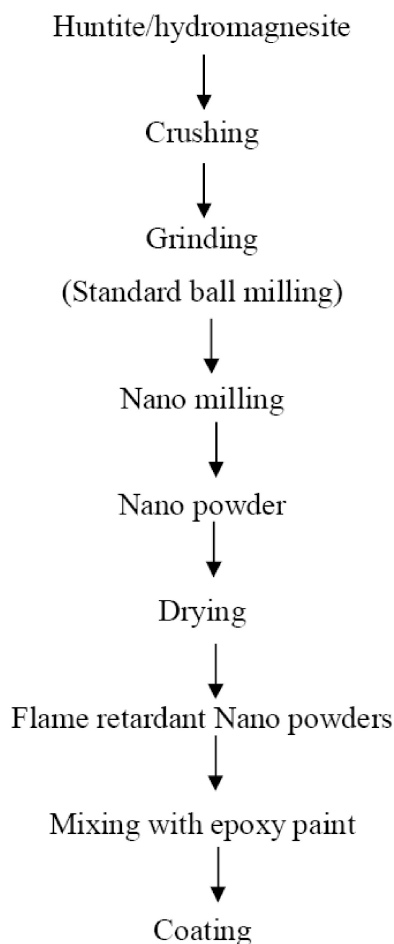 Huntite/hydromagnesite
Crushing
Grinding
(Standard ball milling)
Nano milling
Nano powder
Drying
Flame retardant Nano powders
Mixing with epoxy paint
Coating